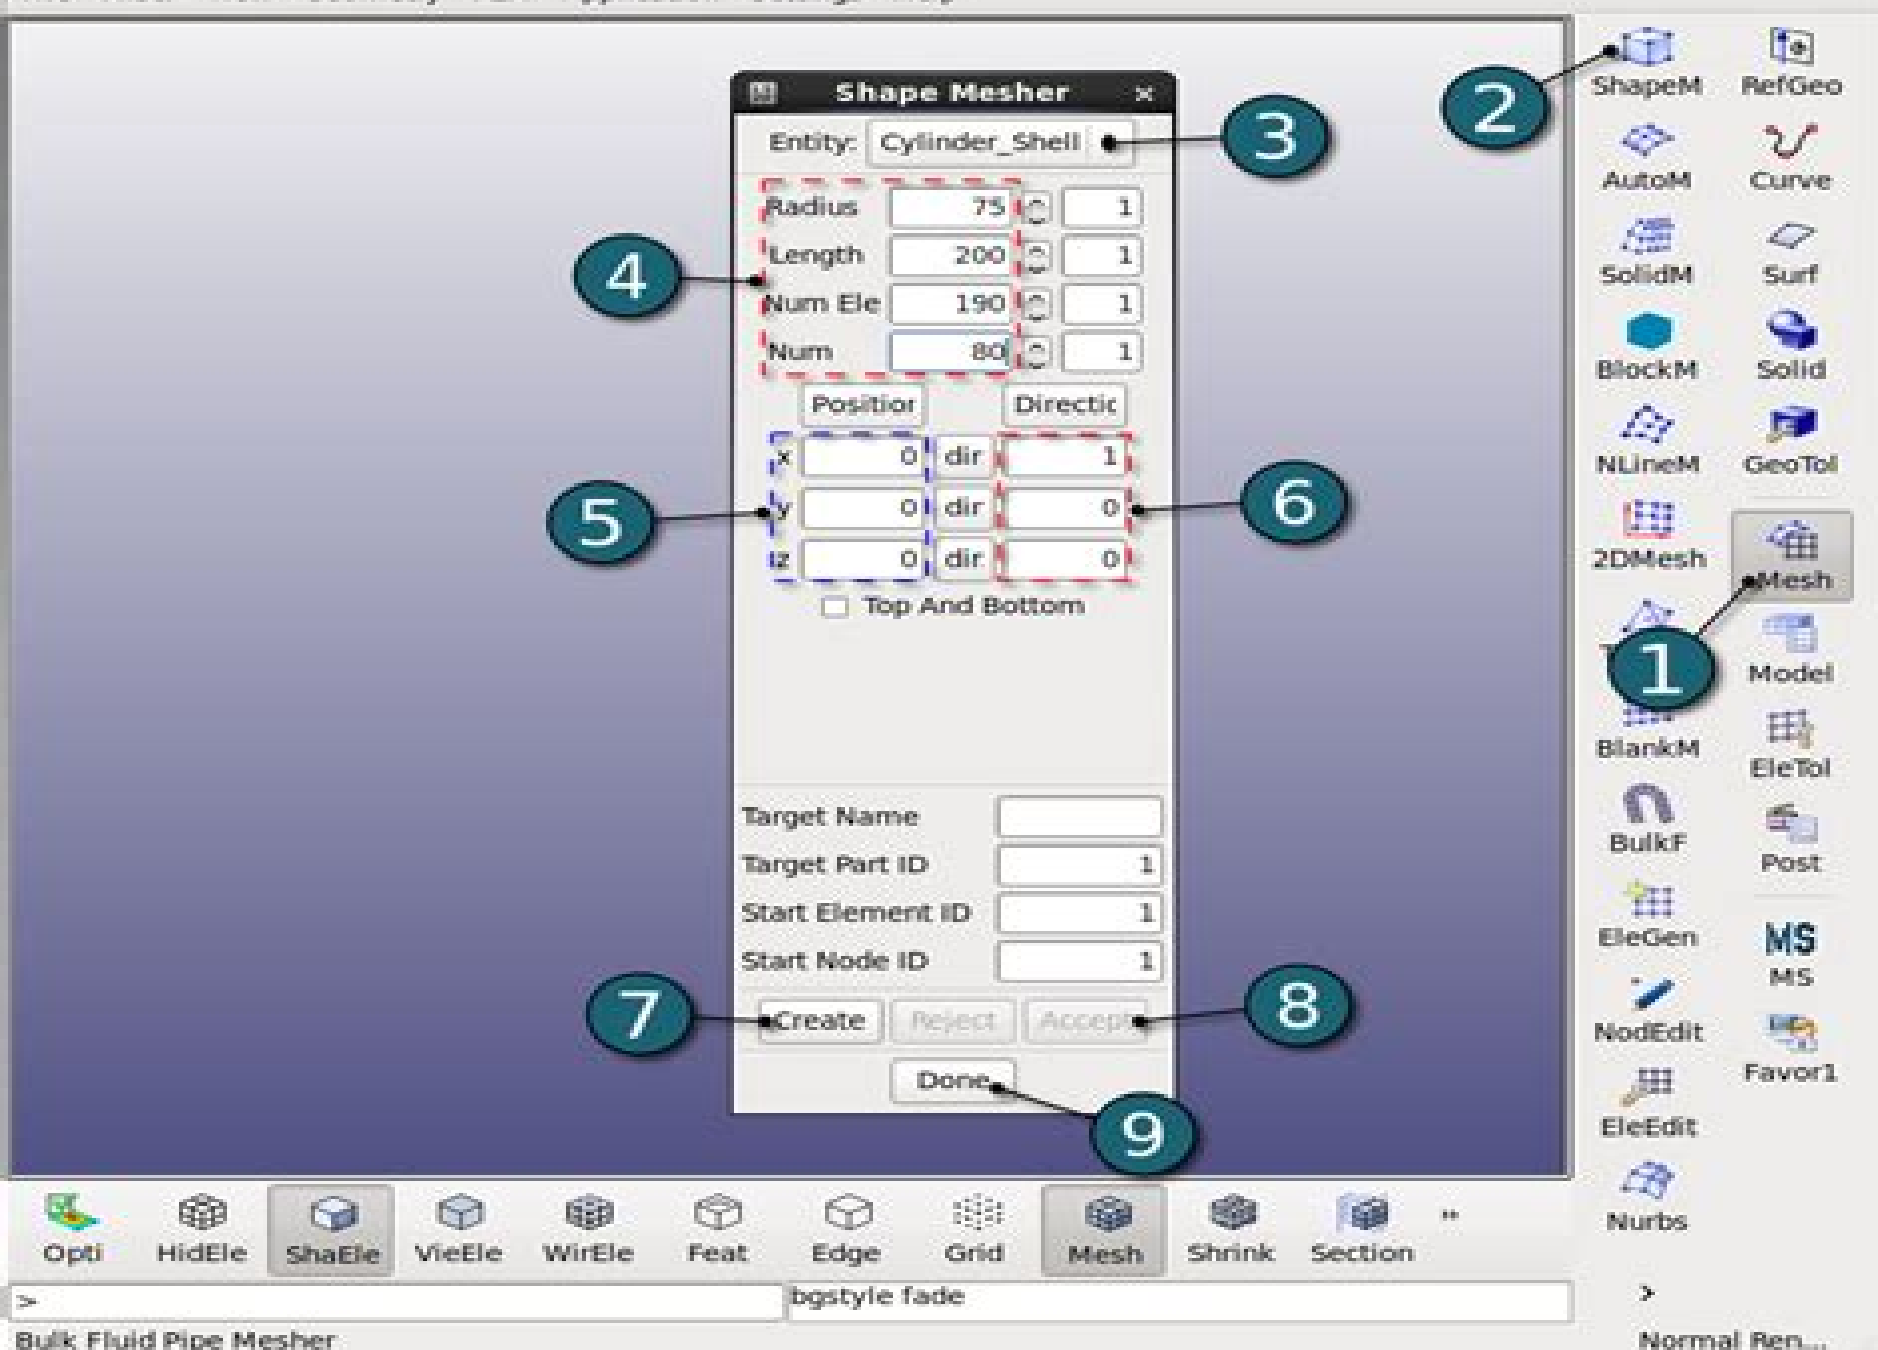 Shape Mesher
Entity: Cylinder_Shell
3
2
Radius 75 1
Length 200 1
4
Num Ele 190 1
Num 80 1
Position Directic
x 0 dir 1
y 0 dir 0
5
6
z 0 dir 0
Top And Bottom
Target Name
Target Part ID 1
Start Element ID 1
Start Node ID 1
7
Create Reject Accept
8
Done
9
ShapeM RefGeo
AutoM Curve
SolidM Surf
BlockM Solid
NLineM GeoTol
2DMesh Mesh
1
Model
BlankM EleTol
BulkF Post
EleGen MS
MS
NodEdit Favor1
EleEdit
Nurbs
Opti HidEle ShaEle VieEle WirEle Feat Edge Grid Mesh Shrink Section »
> bgstyle fade
>
Bulk Fluid Pipe Mesher Normal Ren...